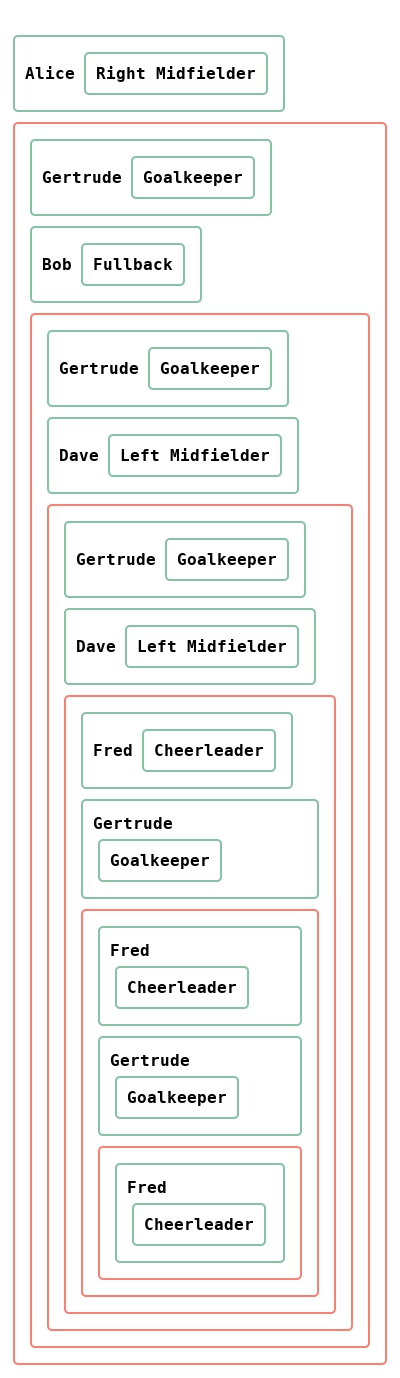 Alice Right Midfielder
Gertrude Goalkeeper
Bob Fullback
Gertrude Goalkeeper
Dave Left Midfielder
Gertrude Goalkeeper
Dave Left Midfielder
Fred Cheerleader
Gertrude
Goalkeeper
Fred
Cheerleader
Gertrude
Goalkeeper
Fred
Cheerleader